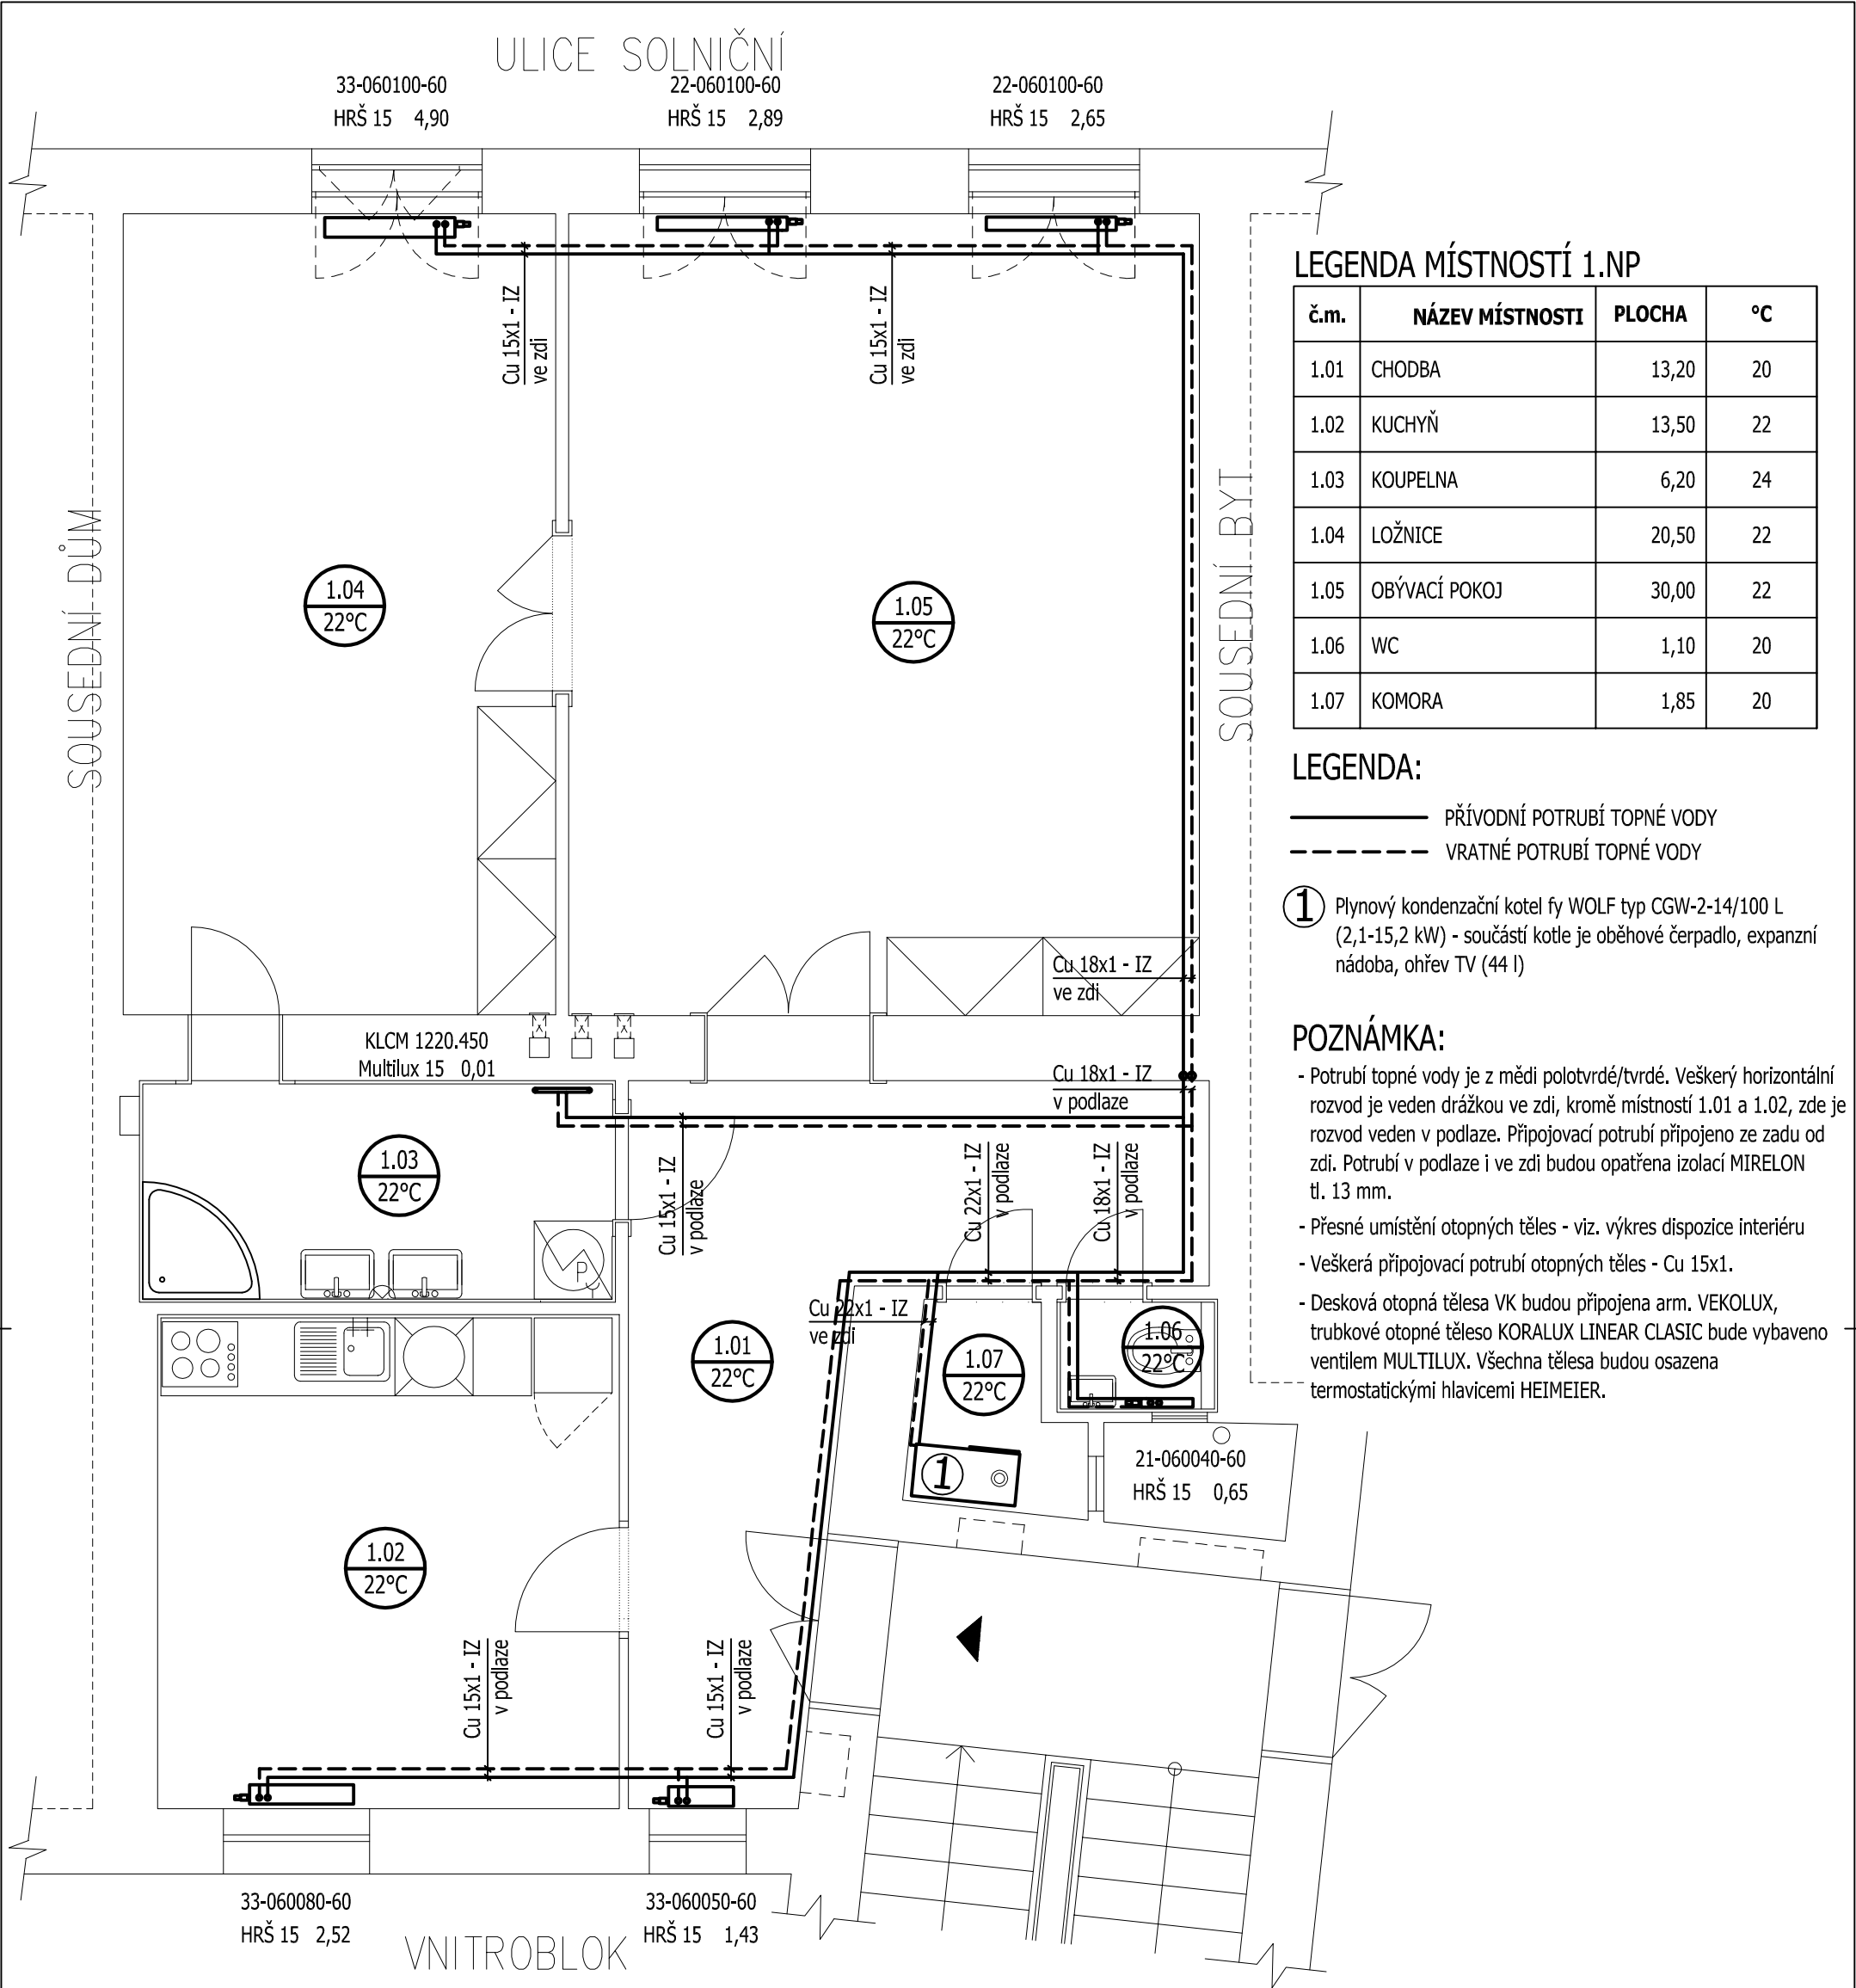 ULICE SOLNIČNÍ
33-060100-60
HRŠ 15 4,90
22-060100-60
HRŠ 15 2,89
22-060100-60
HRŠ 15 2,65
Cu 15x1 - IZ
ve zdi
Cu 15x1 - IZ
ve zdi
SOUSEDNÍ DŮM
SOUSEDNÍ BYT
1.04
22°C
1.05
22°C
Cu 18x1 - IZ
ve zdi
KLCM 1220.450
Multilux 15 0,01
Cu 18x1 - IZ
v podlaze
1.03
22°C
Cu 15x1 - IZ
v podlaze
Cu 22x1 - IZ
v podlaze
Cu 18x1 - IZ
v podlaze
P
Cu 22x1 - IZ
ve zdi
1.01
22°C
1.07
22°C
1.06
22°C
1
21-060040-60
HRŠ 15 0,65
1.02
22°C
Cu 15x1 - IZ
v podlaze
Cu 15x1 - IZ
v podlaze
33-060080-60
HRŠ 15 2,52
33-060050-60
HRŠ 15 1,43
VNITROBLOK
LEGENDA MÍSTNOSTÍ 1.NP
č.m. NÁZEV MÍSTNOSTI PLOCHA °C
1.01 CHODBA 13,20 20
1.02 KUCHYŇ 13,50 22
1.03 KOUPELNA 6,20 24
1.04 LOŽNICE 20,50 22
1.05 OBÝVACÍ POKOJ 30,00 22
1.06 WC 1,10 20
1.07 KOMORA 1,85 20
LEGENDA:
PŘÍVODNÍ POTRUBÍ TOPNÉ VODY
VRATNÉ POTRUBÍ TOPNÉ VODY
1 Plynový kondenzační kotel fy WOLF typ CGW-2-14/100 L
(2,1-15,2 kW) - součástí kotle je oběhové čerpadlo, expanzní
nádoba, ohřev TV (44 l)
POZNÁMKA:
- Potrubí topné vody je z mědi polotvrdé/tvrdé. Veškerý horizontální
rozvod je veden drážkou ve zdi, kromě místností 1.01 a 1.02, zde je
rozvod veden v podlaze. Připojovací potrubí připojeno ze zadu od
zdi. Potrubí v podlaze i ve zdi budou opatřena izolací MIRELON
tl. 13 mm.
- Přesné umístění otopných těles - viz. výkres dispozice interiéru
- Veškerá připojovací potrubí otopných těles - Cu 15x1.
- Desková otopná tělesa VK budou připojena arm. VEKOLUX,
trubkové otopné těleso KORALUX LINEAR CLASIC bude vybaveno
ventilem MULTILUX. Všechna tělesa budou osazena
termostatickými hlavicemi HEIMEIER.